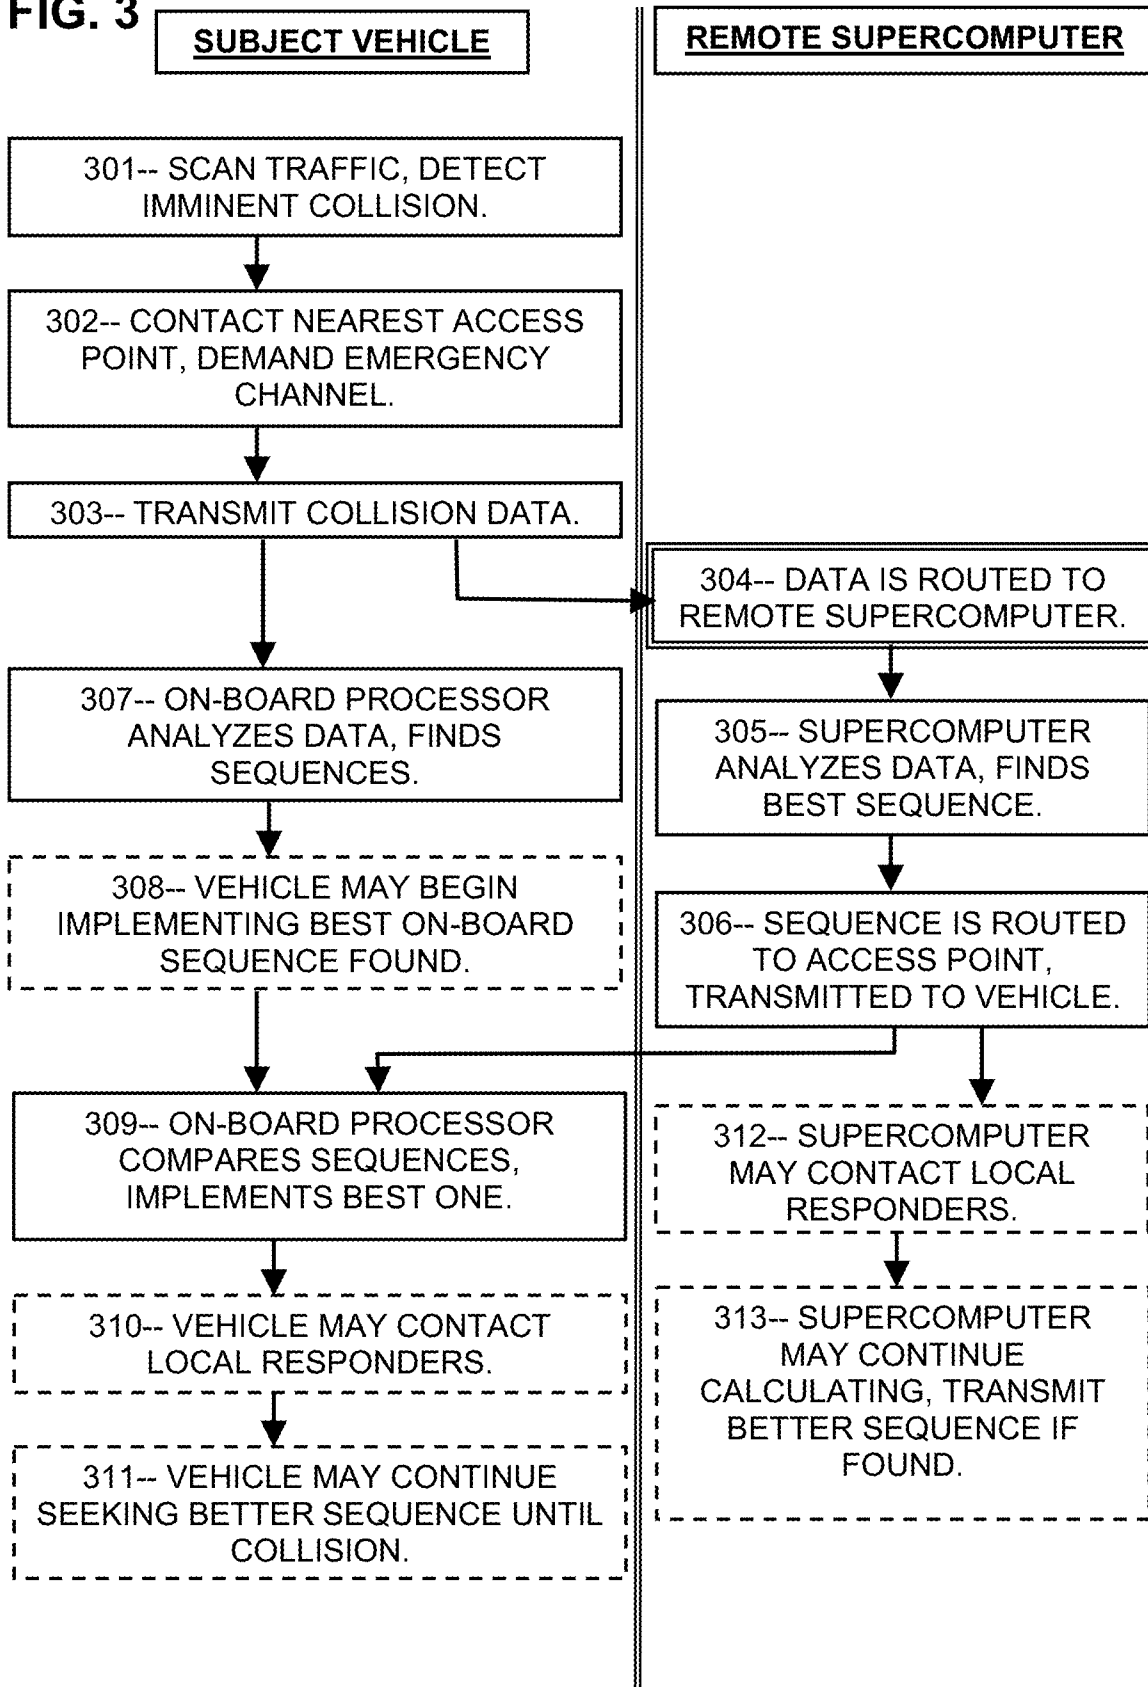 FIG. 3
SUBJECT VEHICLE
REMOTE SUPERCOMPUTER
301-- SCAN TRAFFIC, DETECT
IMMINENT COLLISION.
302-- CONTACT NEAREST ACCESS
POINT, DEMAND EMERGENCY
CHANNEL.
303-- TRANSMIT COLLISION DATA.
304-- DATA IS ROUTED TO
REMOTE SUPERCOMPUTER.
307-- ON-BOARD PROCESSOR
ANALYZES DATA, FINDS
SEQUENCES.
305-- SUPERCOMPUTER
ANALYZES DATA, FINDS
BEST SEQUENCE.
308-- VEHICLE MAY BEGIN
IMPLEMENTING BEST ON-BOARD
SEQUENCE FOUND.
306-- SEQUENCE IS ROUTED
TO ACCESS POINT,
TRANSMITTED TO VEHICLE.
309-- ON-BOARD PROCESSOR
COMPARES SEQUENCES,
IMPLEMENTS BEST ONE.
312-- SUPERCOMPUTER
MAY CONTACT LOCAL
RESPONDERS.
310-- VEHICLE MAY CONTACT
LOCAL RESPONDERS.
313-- SUPERCOMPUTER
MAY CONTINUE
CALCULATING, TRANSMIT
BETTER SEQUENCE IF
FOUND.
311-- VEHICLE MAY CONTINUE
SEEKING BETTER SEQUENCE UNTIL
COLLISION.